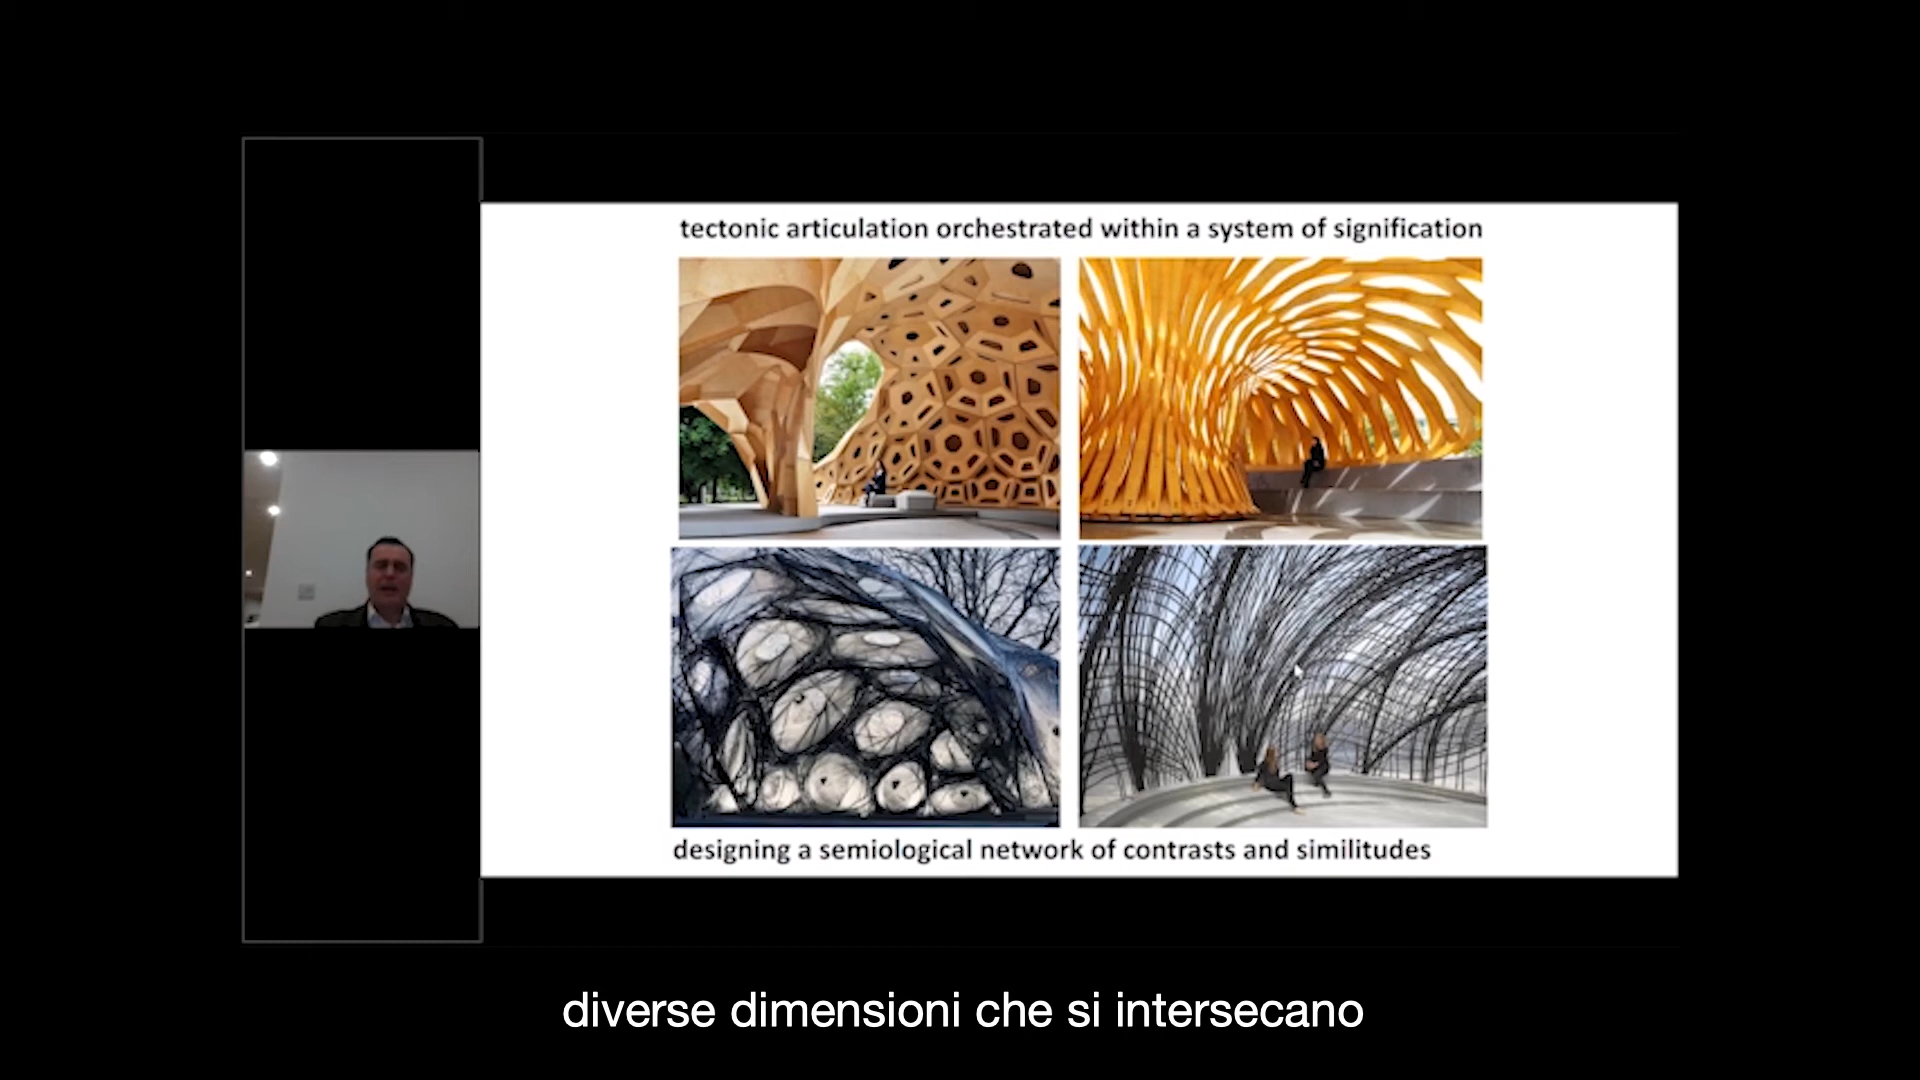 tectonic articulation orchestrated within a system of signification
designing a semiological network of contrasts and similitudes
diverse dimensioni che si intersecano